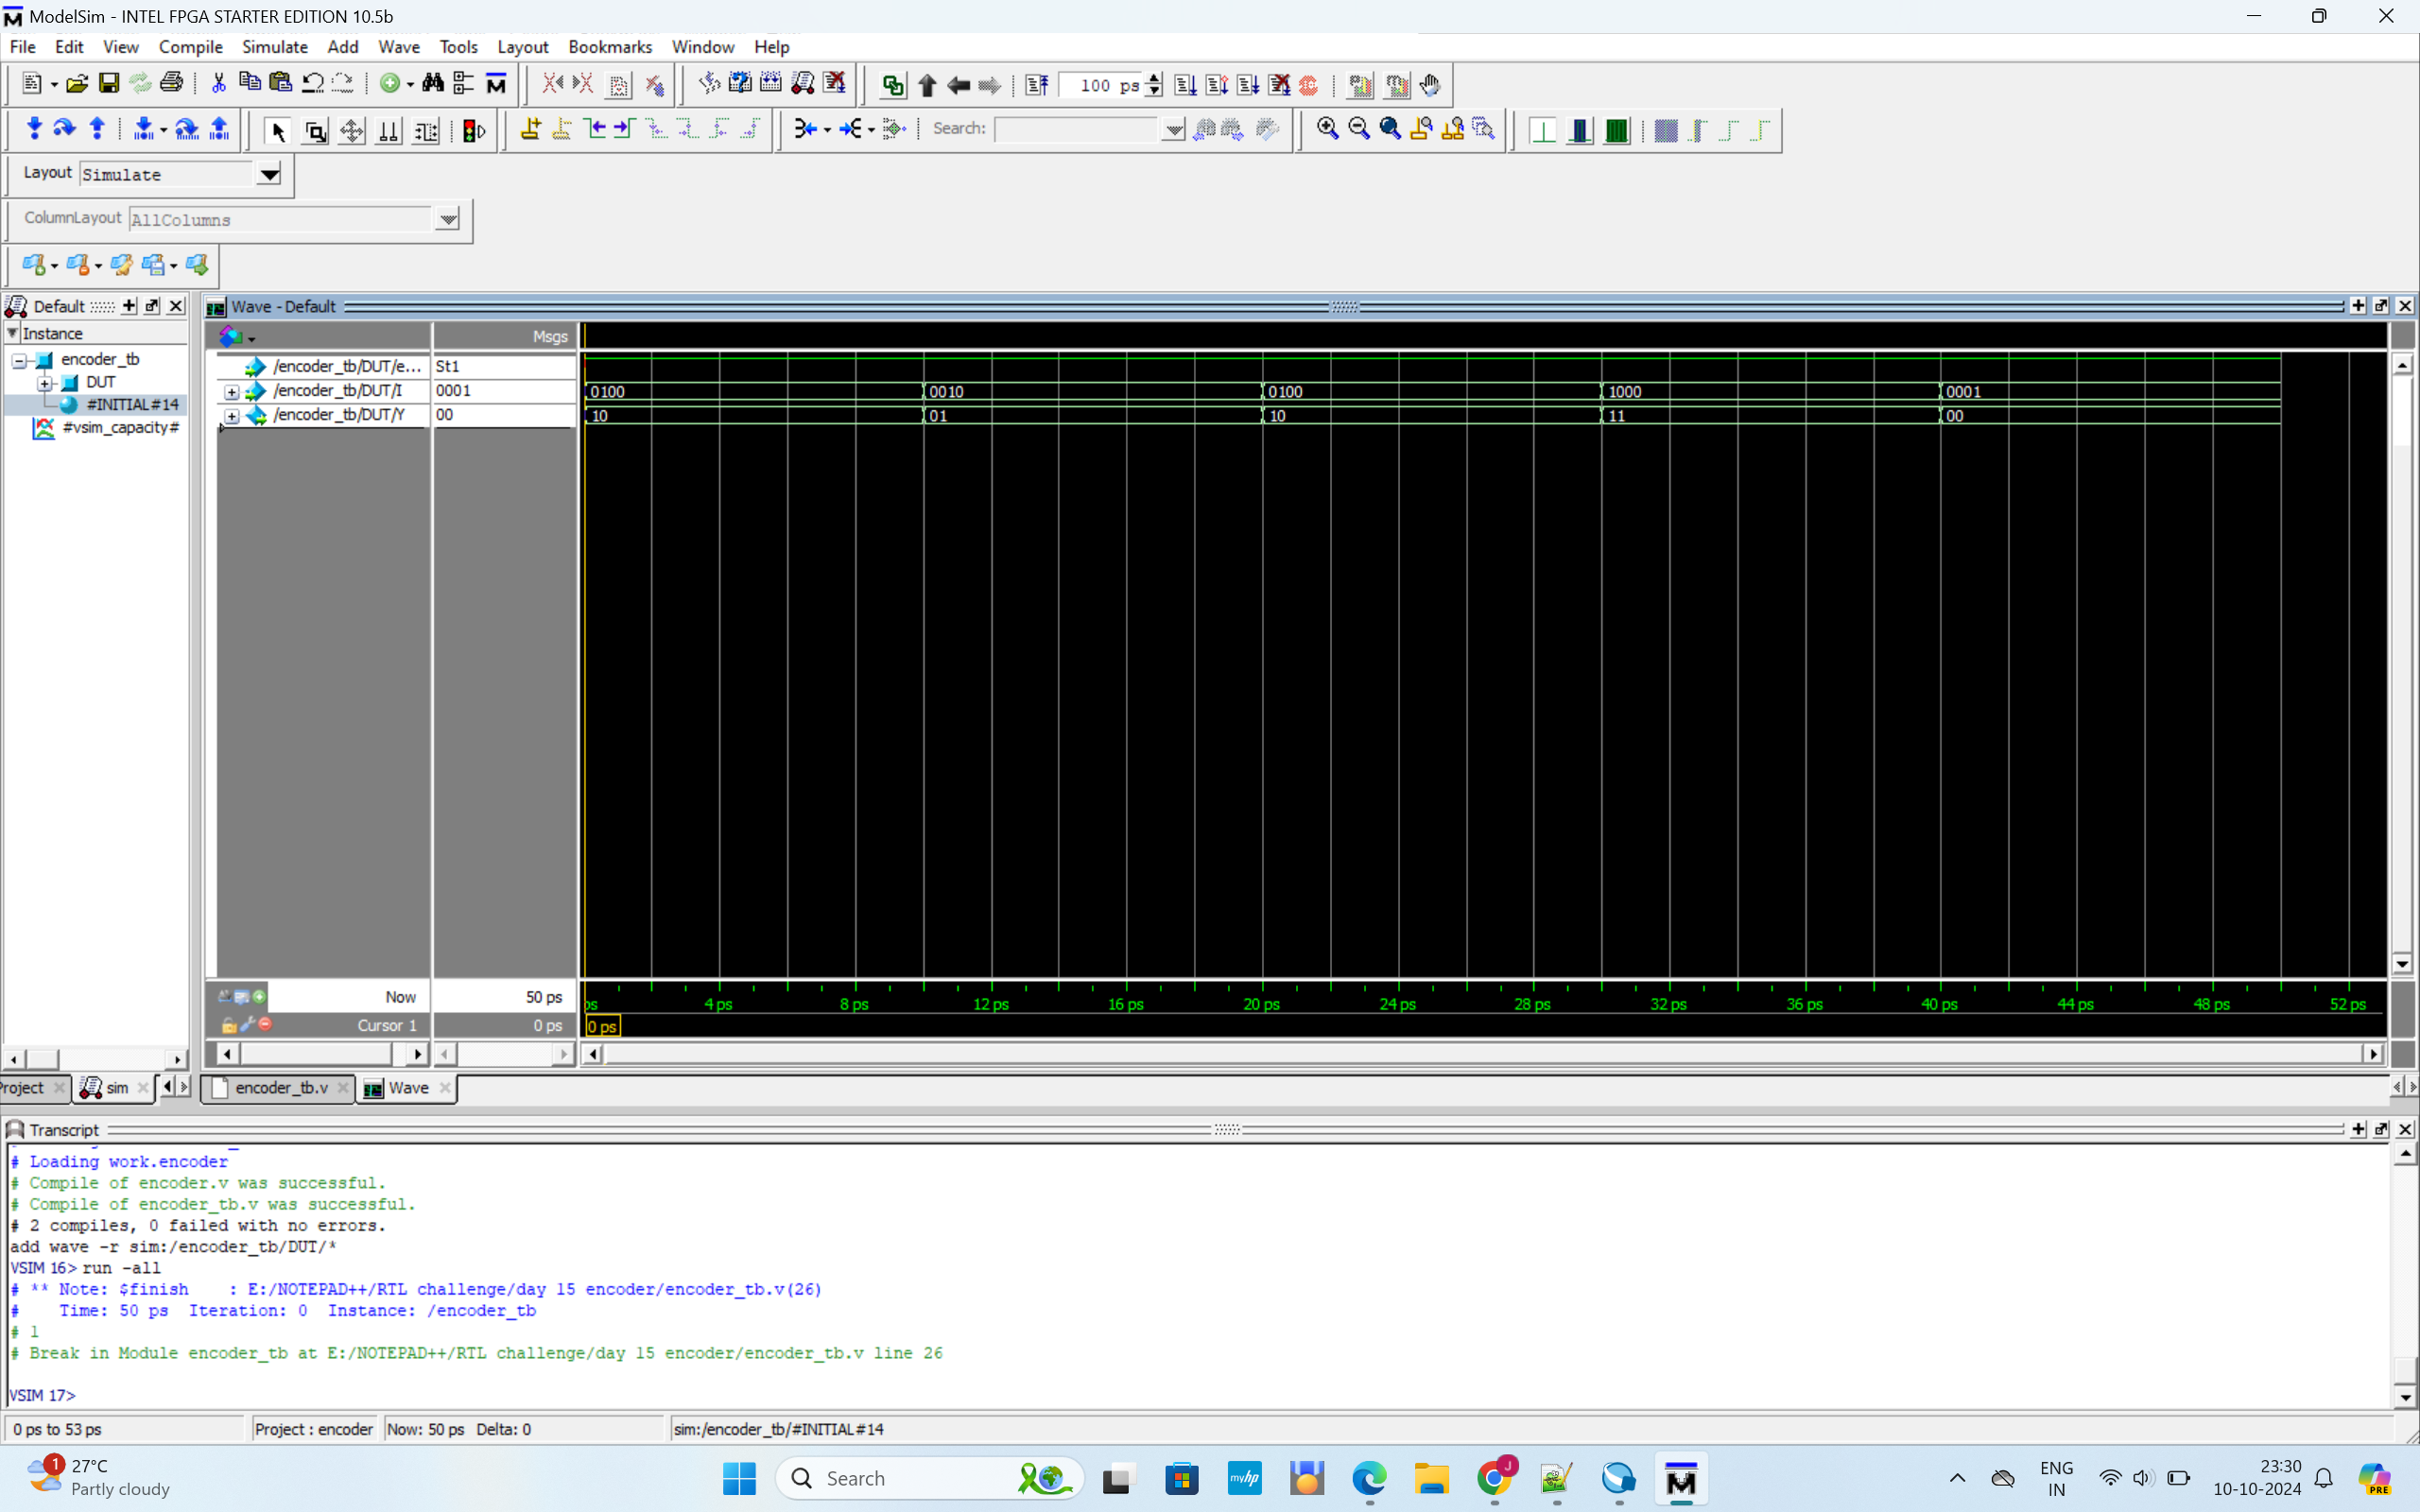 ModelSim - INTEL FPGA STARTER EDITION 10.5b
File Edit View Compile Simulate Add Wave Tools Layout Bookmarks Window Help
100 ps
Search:
Layout Simulate
ColumnLayout AllColumns
Default
Wave - Default
Instance
Msgs
encoder_tb
DUT
#INITIAL#14
#vsim_capacity#
/encoder_tb/DUT/e... St1
/encoder_tb/DUT/I 0001 0100 0010 0100 1000 0001
/encoder_tb/DUT/Y 00 10 01 10 11 00
Now 50 ps
ps 4 ps 8 ps 12 ps 16 ps 20 ps 24 ps 28 ps 32 ps 36 ps 40 ps 44 ps 48 ps 52 ps
Cursor 1 0 ps 0 ps
roject sim encoder_tb.v Wave
Transcript
# Loading work.encoder
# Compile of encoder.v was successful.
# Compile of encoder_tb.v was successful.
# 2 compiles, 0 failed with no errors.
add wave -r sim:/encoder_tb/DUT/*
VSIM 16> run -all
# ** Note: $finish    : E:/NOTEPAD++/RTL challenge/day 15 encoder/encoder_tb.v(26)
#    Time: 50 ps  Iteration: 0  Instance: /encoder_tb
# 1
# Break in Module encoder_tb at E:/NOTEPAD++/RTL challenge/day 15 encoder/encoder_tb.v line 26
VSIM 17>
0 ps to 53 ps Project : encoder Now: 50 ps Delta: 0 sim:/encoder_tb/#INITIAL#14
1
27°C
Partly cloudy
Search
myhp
J
M
ENG
IN
23:30
10-10-2024
PRE